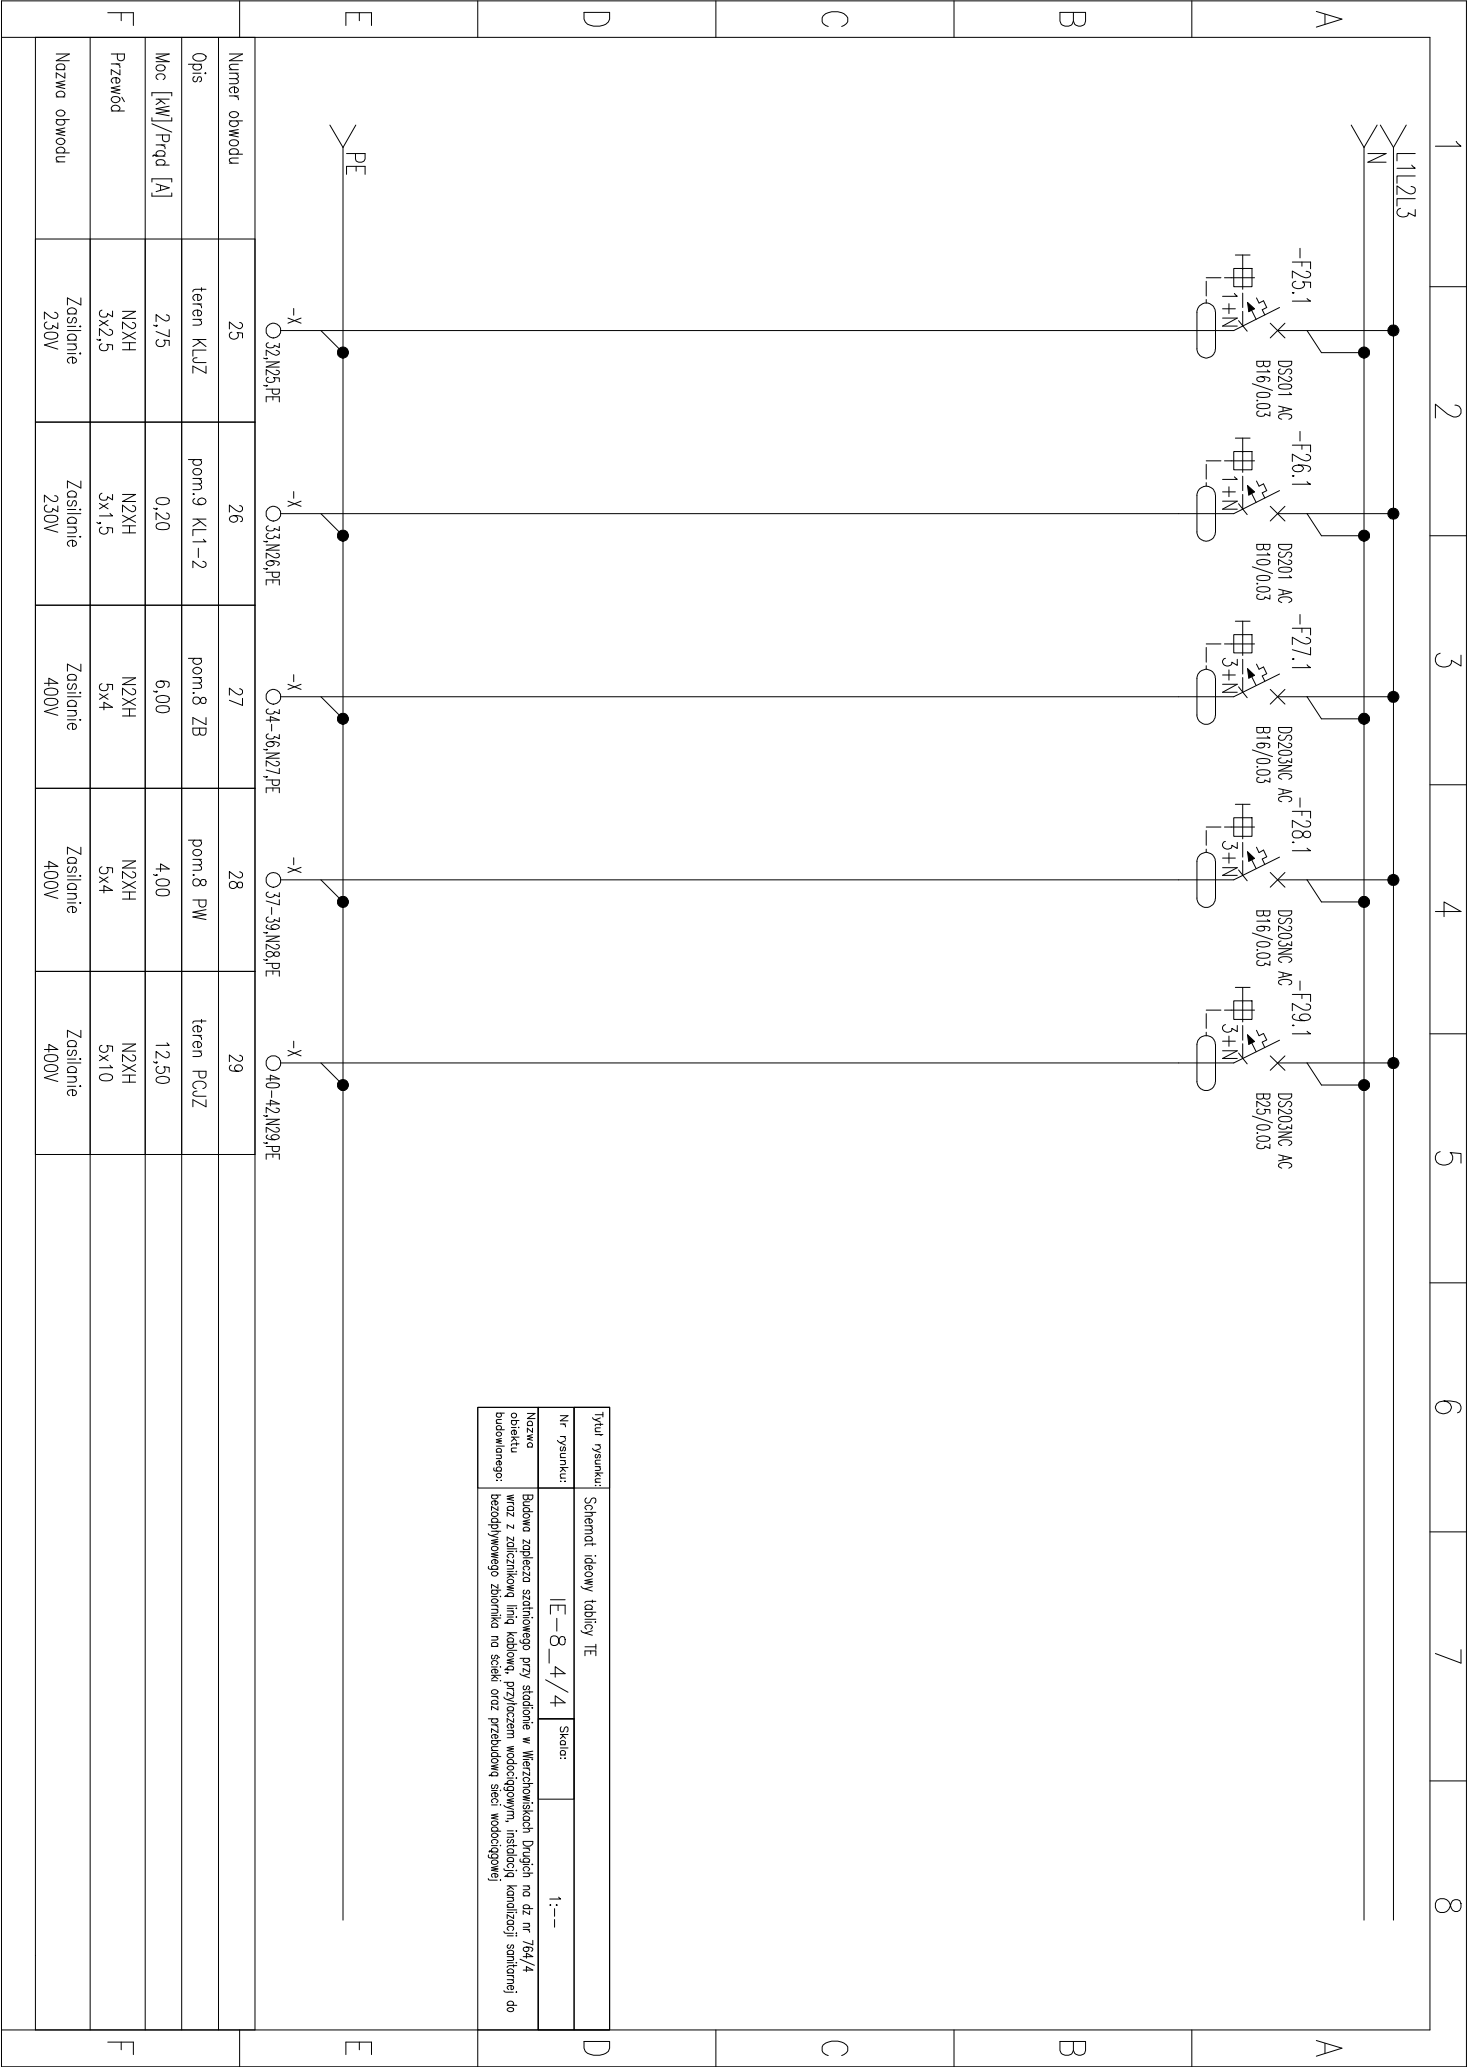 1
2
3
4
5
6
7
8
A
A
B
B
C
C
D
D
E
E
F
F
L1L2L3
N
-F25.1
1+N
DS201 AC
B16/0.03
-F26.1
1+N
DS201 AC
B10/0.03
-F27.1
3+N
DS203NC AC
B16/0.03
-F28.1
3+N
DS203NC AC
B16/0.03
-F29.1
3+N
DS203NC AC
B25/0.03
PE
-X
32,N25,PE
-X
33,N26,PE
-X
34-36,N27,PE
-X
37-39,N28,PE
-X
40-42,N29,PE
Tytuł rysunku: Schemat ideowy tablicy TE
Nr rysunku: IE-8_4/4 Skala: 1:--
Nazwa
obiektu
budowlanego:
Budowa zaplecza szatniowego przy stadionie w Wierzchowiskach Drugich na dz nr 764/4
wraz z zalicznikową linią kablową, przyłączem wodociągowym, instalacją kanalizacji sanitarnej do
bezodpływowego zbiornika na ścieki oraz przebudową sieci wodociągowej
Numer obwodu 25 26 27 28 29
Opis teren KLJZ pom.9 KL1-2 pom.8 ZB pom.8 PW teren PCJZ
Moc [kW]/Prąd [A] 2,75 0,20 6,00 4,00 12,50
Przewód N2XH N2XH N2XH N2XH N2XH
3x2,5 3x1,5 5x4 5x4 5x10
Nazwa obwodu Zasilanie Zasilanie Zasilanie Zasilanie Zasilanie
230V 230V 400V 400V 400V